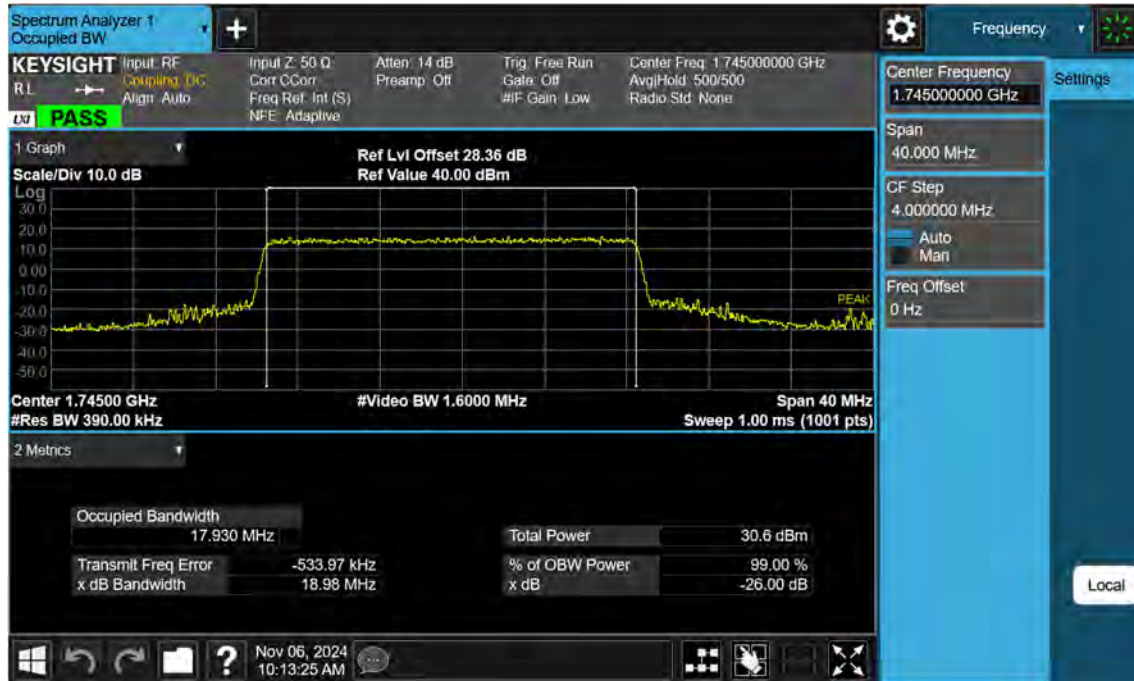 Spectrum Analyzer 1
Occupied BW
+
Frequency
KEYSIGHT
RL
LXI PASS
Input: RF
Coupling: DC
Align: Auto
Input Z: 50 Ω
Corr CCorr
Freq Ref: Int (S)
NFE: Adaptive
Atten: 14 dB
Preamp: Off
Trig: Free Run
Gate: Off
#IF Gain: Low
Center Freq: 1.745000000 GHz
Avg|Hold: 500/500
Radio Std: None
1 Graph
Scale/Div 10.0 dB
Ref Lvl Offset 28.36 dB
Ref Value 40.00 dBm
Log
30.0
20.0
10.0
0.00
-10.0
-20.0
-30.0
-40.0
-50.0
PEAK
Center 1.74500 GHz
#Video BW 1.6000 MHz
Span 40 MHz
#Res BW 390.00 kHz
Sweep 1.00 ms (1001 pts)
2 Metrics
Occupied Bandwidth
17.930 MHz
Total Power 30.6 dBm
Transmit Freq Error -533.97 kHz
% of OBW Power 99.00 %
x dB Bandwidth 18.98 MHz
x dB -26.00 dB
Center Frequency
1.745000000 GHz
Settings
Span
40.000 MHz
CF Step
4.000000 MHz
Auto
Man
Freq Offset
0 Hz
Local
?
Nov 06, 2024
10:13:25 AM